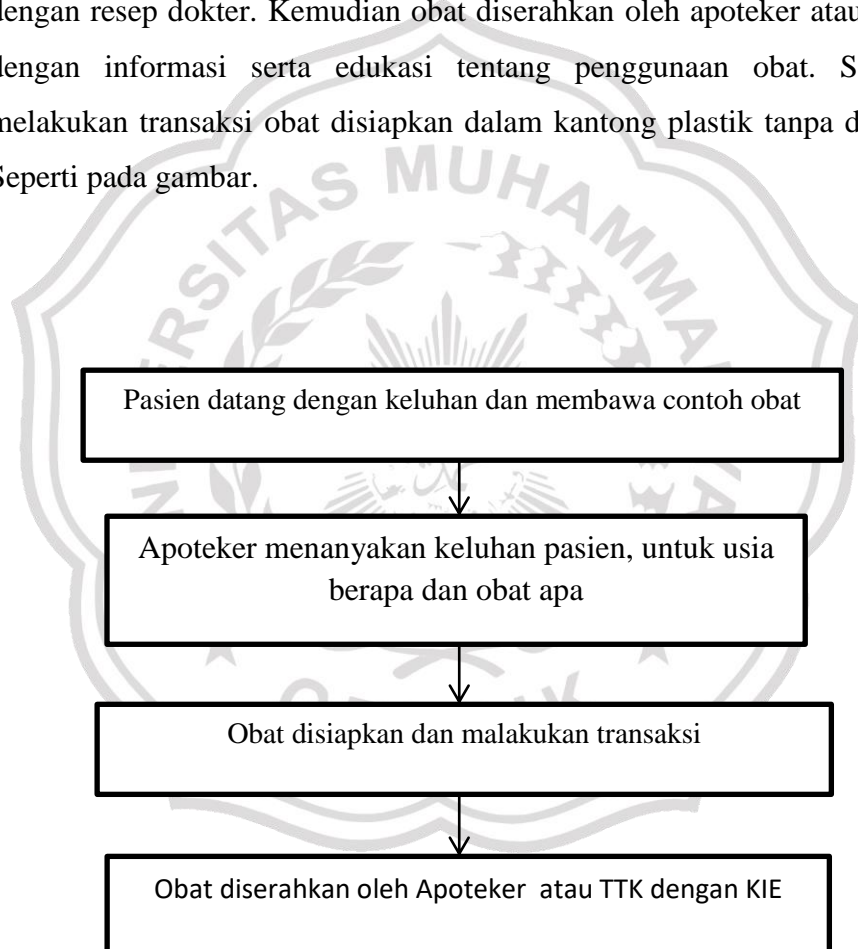 dengan resep dokter. Kemudian obat diserahkan oleh apoteker atau
dengan informasi serta edukasi tentang penggunaan obat. S
melakukan transaksi obat disiapkan dalam kantong plastik tanpa d
Seperti pada gambar.
Pasien datang dengan keluhan dan membawa contoh obat
Apoteker menanyakan keluhan pasien, untuk usia
berapa dan obat apa
Obat disiapkan dan malakukan transaksi
Obat diserahkan oleh Apoteker atau TTK dengan KIE